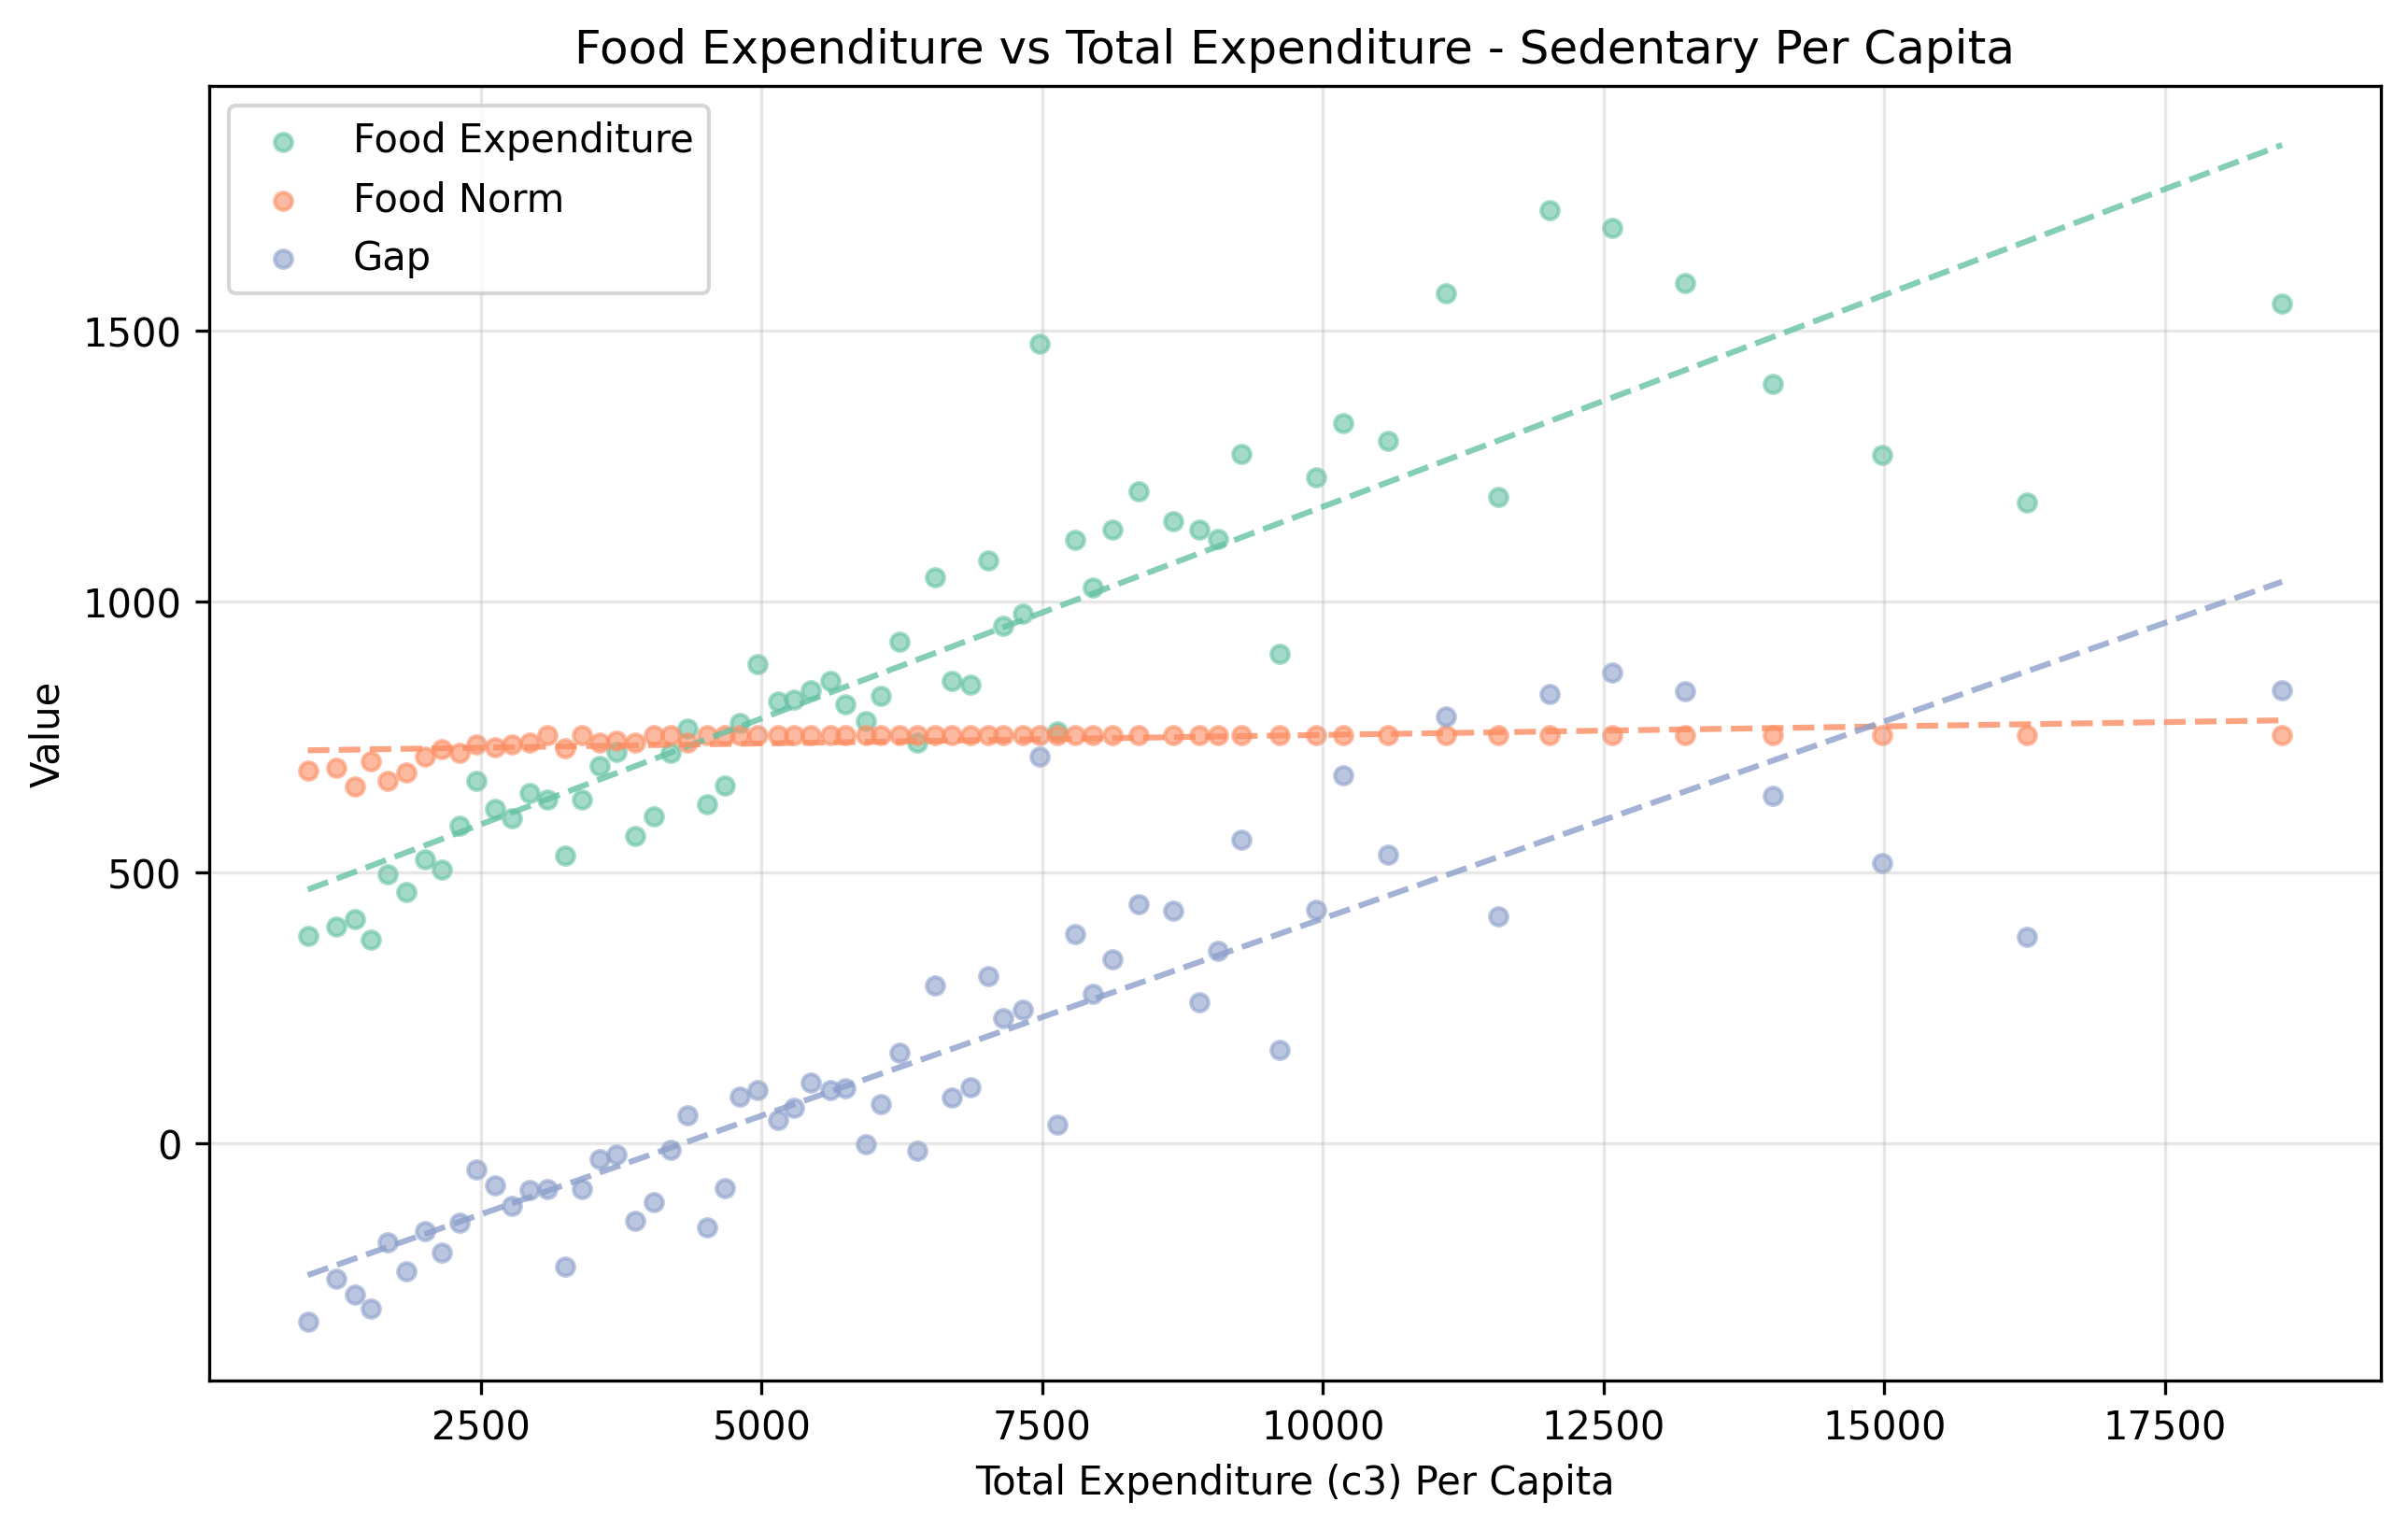 Food Expenditure vs Total Expenditure - Sedentary Per Capita
Food Expenditure
Food Norm
Gap
Value
1500
1000
500
0
2500 5000 7500 10000 12500 15000 17500
Total Expenditure (c3) Per Capita